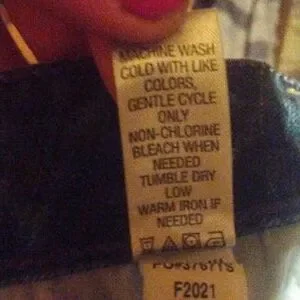 MACHINE WASH
COLD WITH LIKE
COLORS,
GENTLE CYCLE
ONLY
NON-CHLORINE
BLEACH WHEN
NEEDED
TUMBLE DRY
LOW
WARM IRON IF
NEEDED
F2021